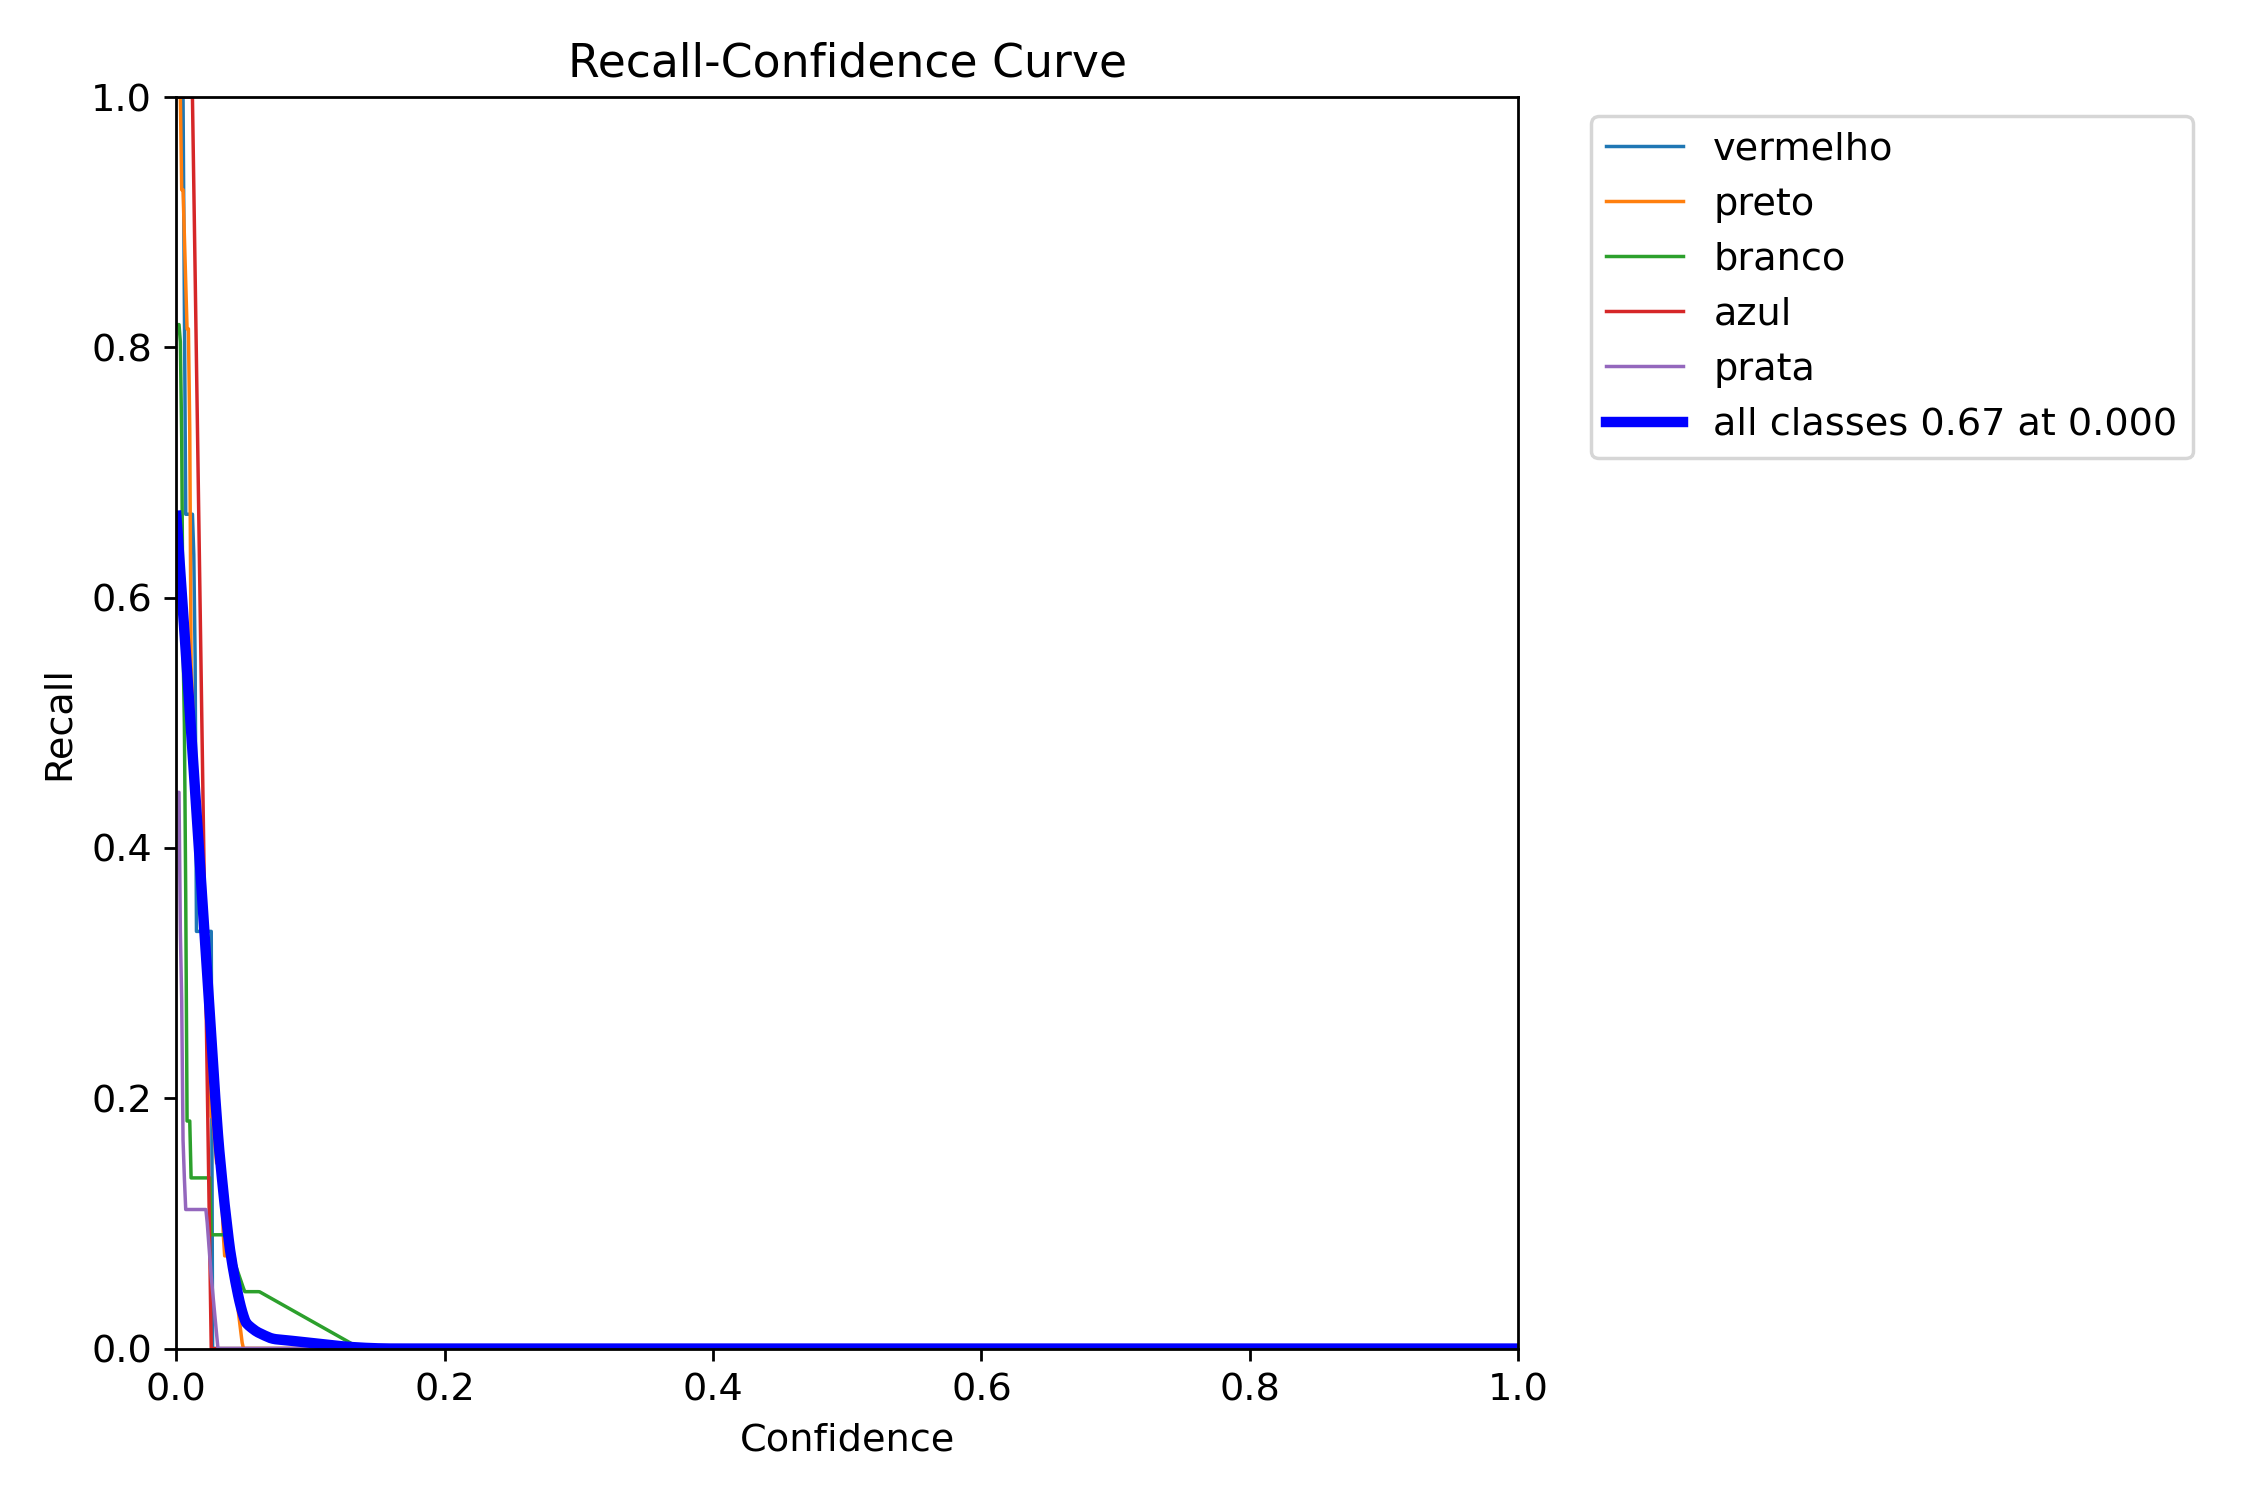 Recall-Confidence Curve
1.0
0.8
0.6
0.4
0.2
0.0
Recall
0.0 0.2 0.4 0.6 0.8 1.0
Confidence
vermelho
preto
branco
azul
prata
all classes 0.67 at 0.000